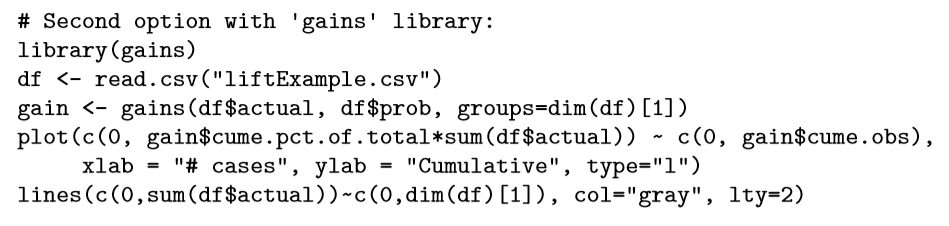 # Second option with 'gains' library:
library(gains)
df <- read.csv("liftExample.csv")
gain <- gains(df$actual, df$prob, groups=dim(df)[1])
plot(c(0, gain$cume.pct.of.total*sum(df$actual)) ~ c(0, gain$cume.obs),
     xlab = "# cases", ylab = "Cumulative", type="l")
lines(c(0,sum(df$actual))~c(0,dim(df)[1]), col="gray", lty=2)